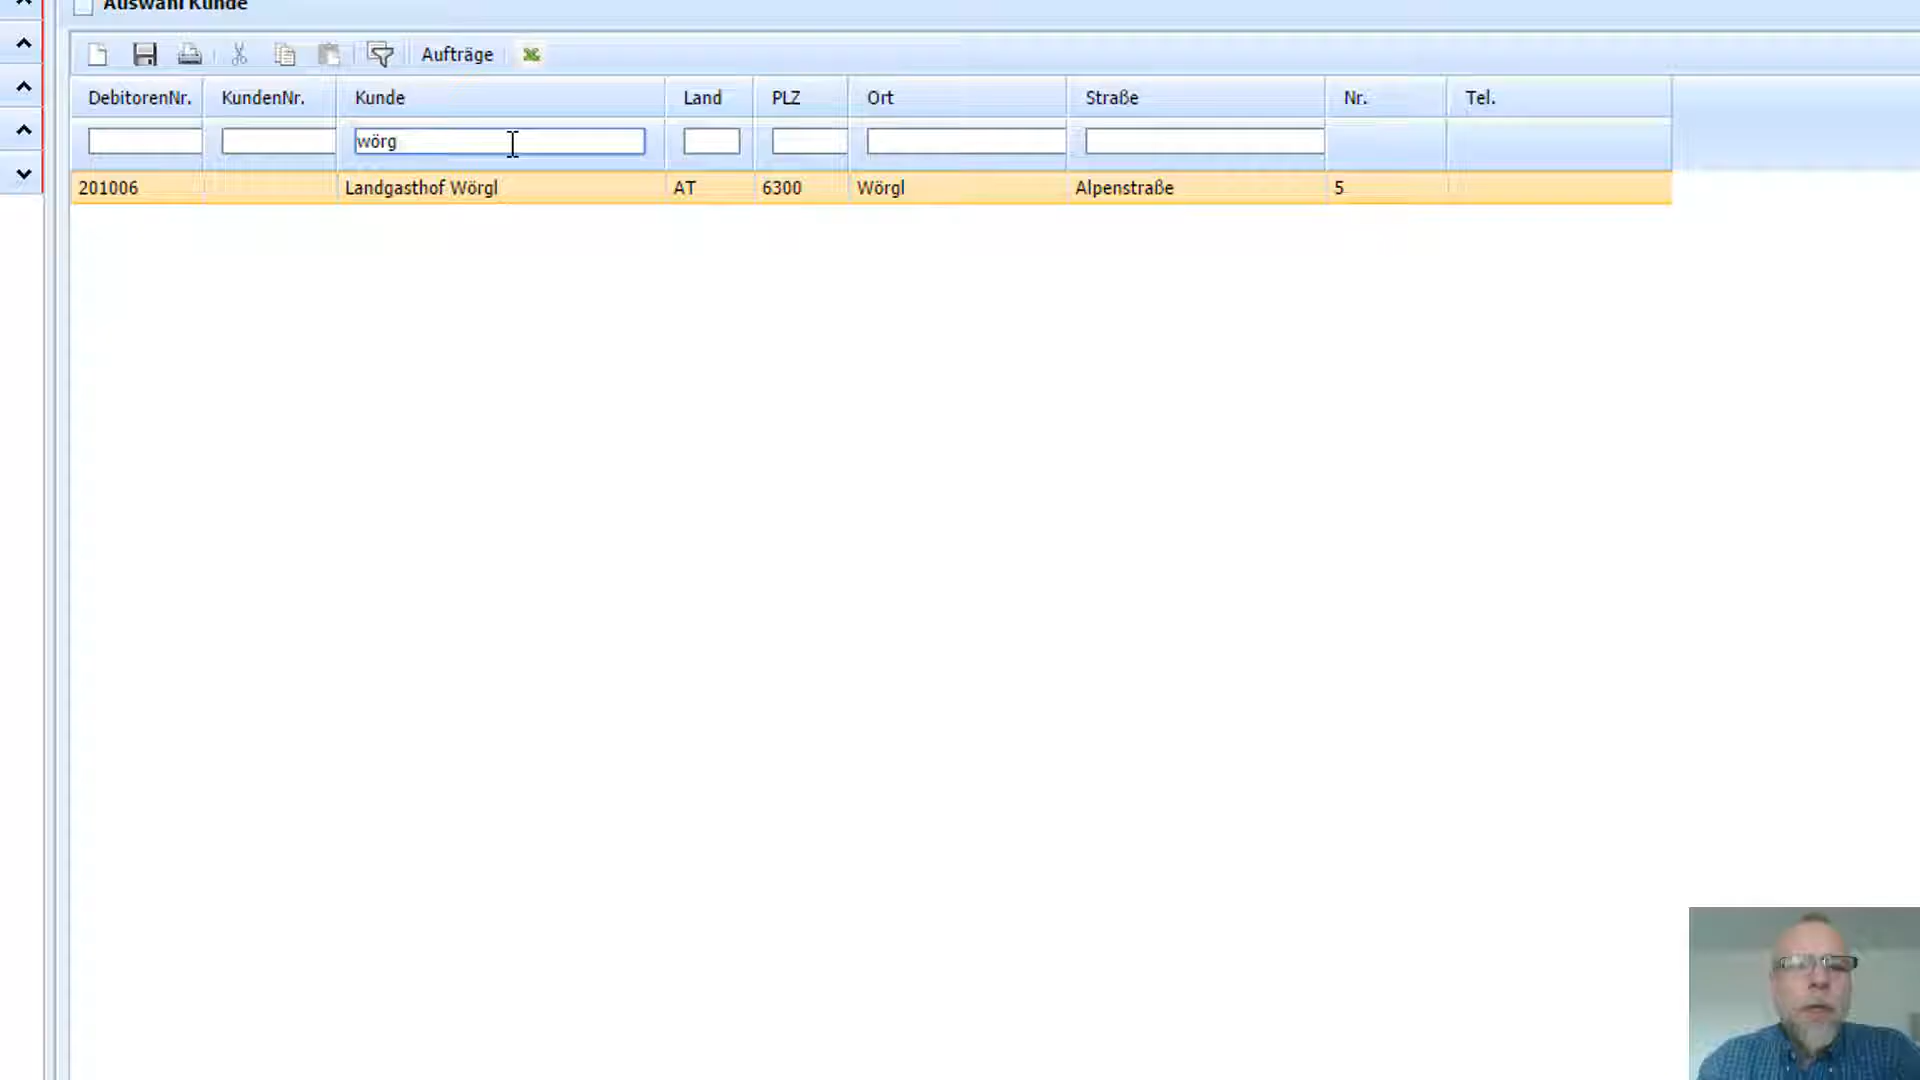 Auswahl Kunde
Aufträge
DebitorenNr. KundenNr. Kunde Land PLZ Ort Straße Nr. Tel.
wörg
201006 Landgasthof Wörgl AT 6300 Wörgl Alpenstraße 5